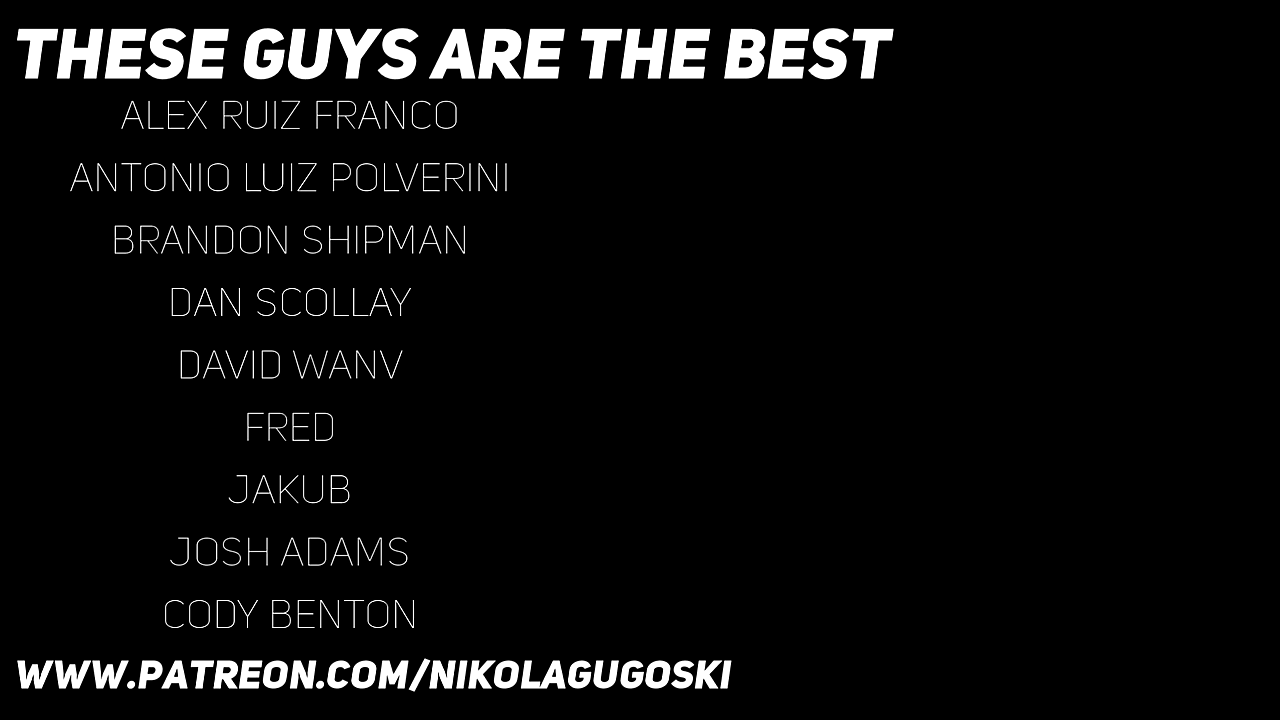 THESE GUYS ARE THE BEST
ALEX RUIZ FRANCO
ANTONIO LUIZ POLVERINI
BRANDON SHIPMAN
DAN SCOLLAY
DAVID WANV
FRED
JAKUB
JOSH ADAMS
CODY BENTON
WWW.PATREON.COM/NIKOLAGUGOSKI